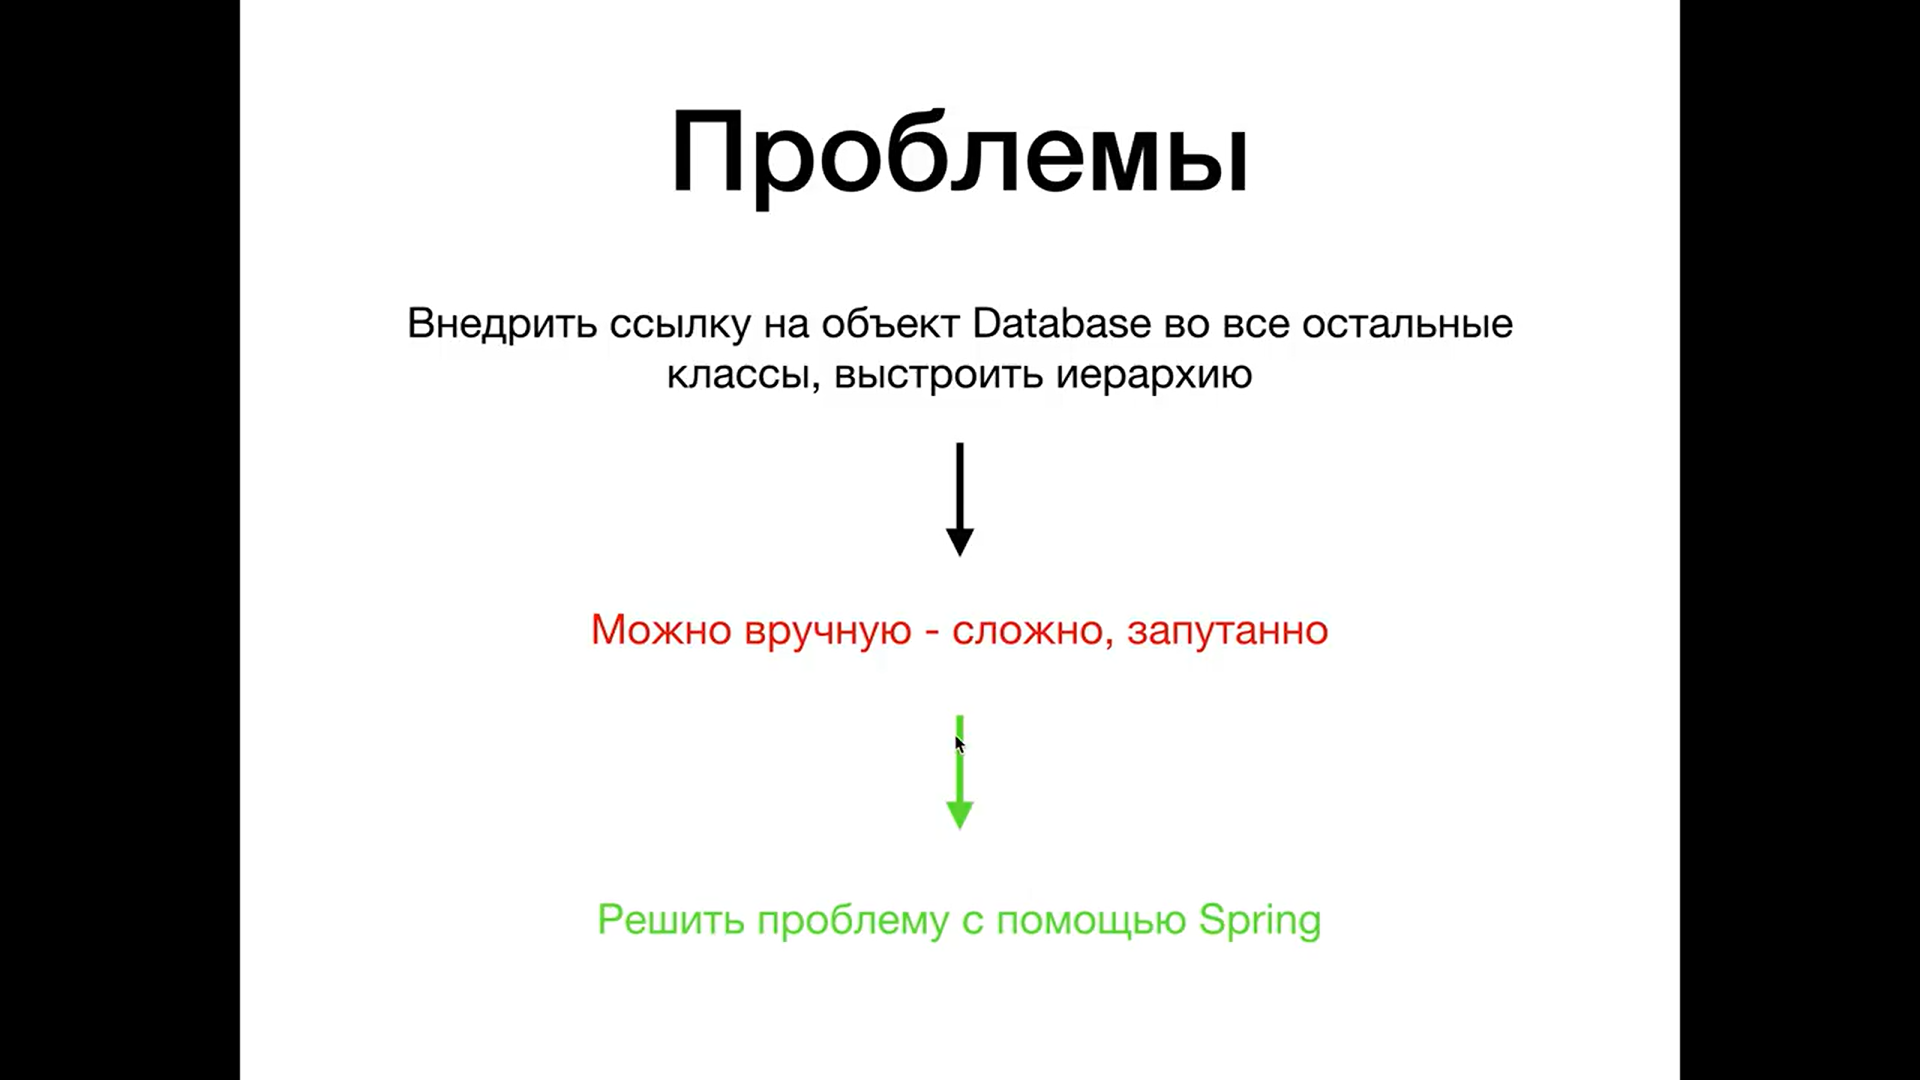 Проблемы
Внедрить ссылку на объект Database во все остальные
классы, выстроить иерархию
Можно вручную - сложно, запутанно
Решить проблему с помощью Spring